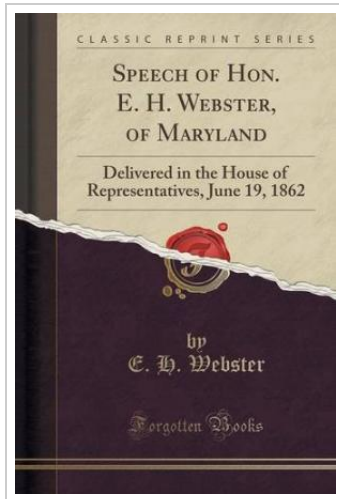 CLASSIC REPRINT SERIES
SPEECH OF HON.
E. H. WEBSTER,
OF MARYLAND
Delivered in the House of
Representatives, June 19, 1862
by
E. H. Webster
Forgotten Books